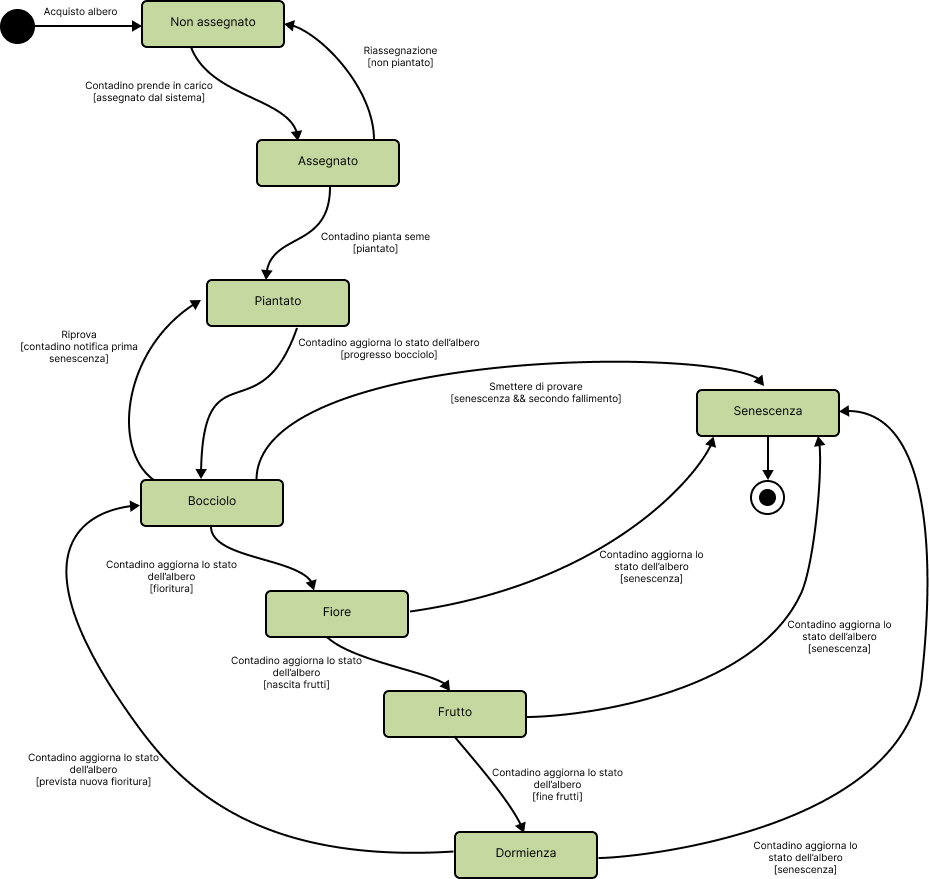 Acquisto albero
Non assegnato
Riassegnazione
[non piantato]
Contadino prende in carico
[assegnato dal sistema]
Assegnato
Contadino pianta seme
[piantato]
Piantato
Riprova
[contadino notifica prima
senescenza]
Contadino aggiorna lo stato dell'albero
[progresso bocciolo]
Smettere di provare
[senescenza && secondo fallimento]
Senescenza
Bocciolo
Contadino aggiorna lo stato
dell'albero
[fioritura]
Contadino aggiorna lo
stato dell'albero
[senescenza]
Fiore
Contadino aggiorna lo
stato dell'albero
[senescenza]
Contadino aggiorna lo stato
dell'albero
[nascita frutti]
Frutto
Contadino aggiorna lo stato
dell'albero
[prevista nuova fioritura]
Contadino aggiorna lo stato
dell'albero
[fine frutti]
Dormienza
Contadino aggiorna lo
stato dell'albero
[senescenza]